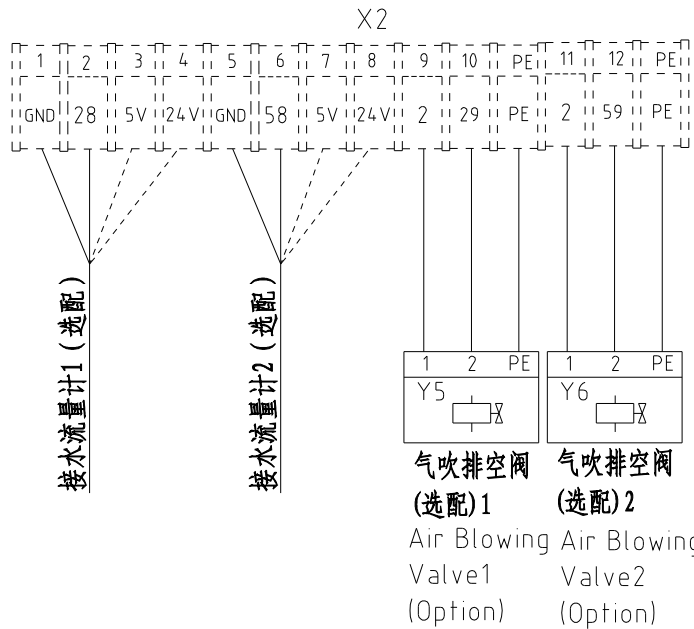 X2
1 2 3 4 5 6 7 8 9 10 PE 11 12 PE
GND 28 5V 24V GND 58 5V 24V 2 29 PE 2 59 PE
接水流量计1(选配)
接水流量计2(选配)
1 2 PE
Y5
气吹排空阀
(选配)1
Air Blowing
Valve1
(Option)
1 2 PE
Y6
气吹排空阀
(选配)2
Air Blowing
Valve2
(Option)